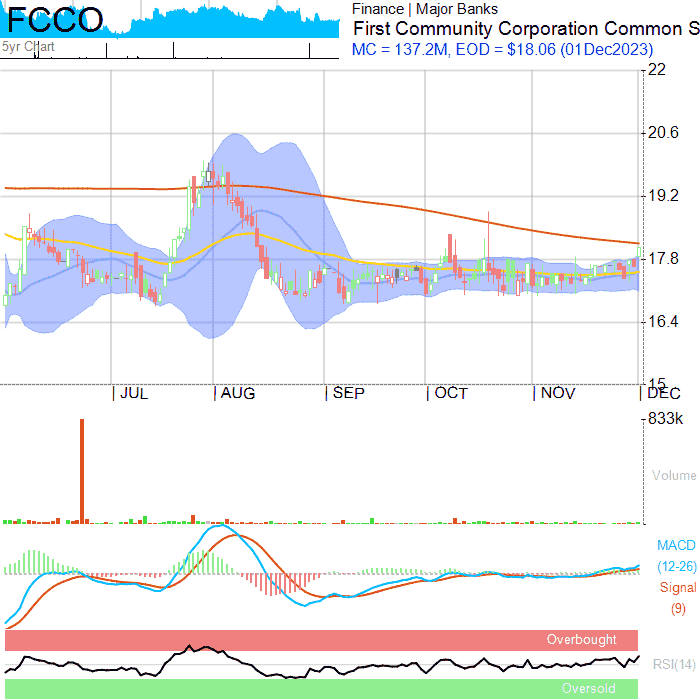 FCCO
5yr Chart
Finance | Major Banks
First Community Corporation Common S
MC = 137.2M, EOD = $18.06 (01Dec2023)
22
20.6
19.2
17.8
16.4
15
JUL AUG SEP OCT NOV DEC
833k
Volume
MACD
(12-26)
Signal
(9)
Overbought
RSI(14)
Oversold